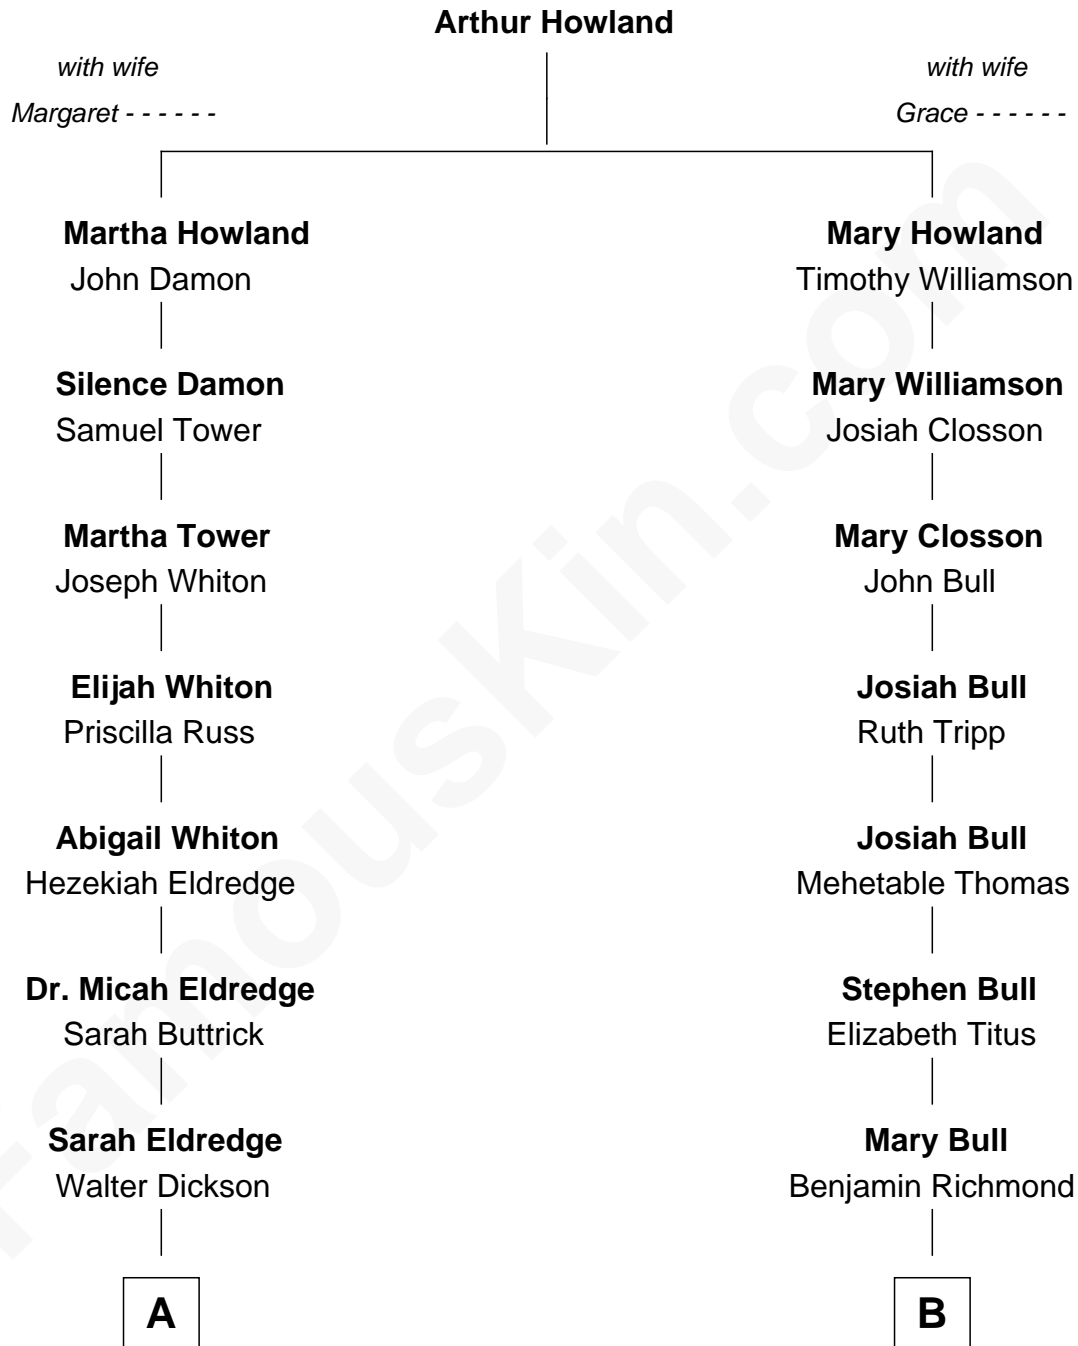 Arthur Howland
with wife
Margaret - - - - - -
with wife
Grace - - - - - -
Martha Howland
John Damon
Mary Howland
Timothy Williamson
Silence Damon
Samuel Tower
Mary Williamson
Josiah Closson
Martha Tower
Joseph Whiton
Mary Closson
John Bull
Elijah Whiton
Priscilla Russ
Josiah Bull
Ruth Tripp
Abigail Whiton
Hezekiah Eldredge
Josiah Bull
Mehetable Thomas
Dr. Micah Eldredge
Sarah Buttrick
Stephen Bull
Elizabeth Titus
Sarah Eldredge
Walter Dickson
Mary Bull
Benjamin Richmond
A
B
FamousKin.com